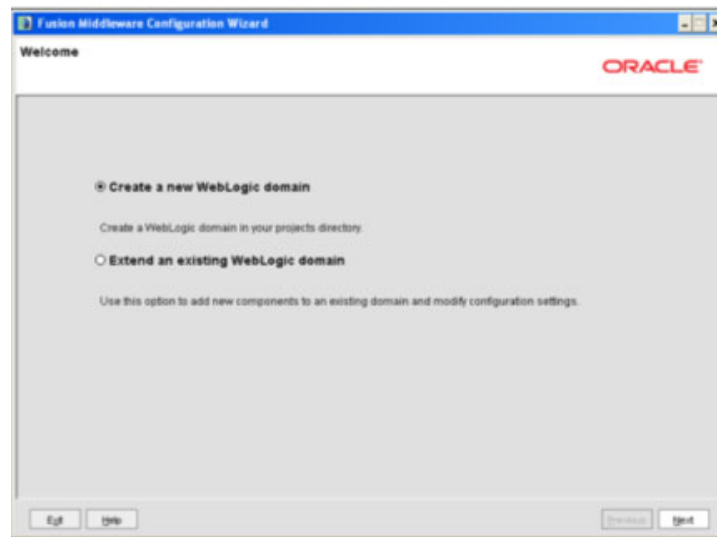 Fusion Middleware Configuration Wizard
Welcome
ORACLE
Create a new WebLogic domain
Create a WebLogic domain in your projects directory.
Extend an existing WebLogic domain
Use this option to add new components to an existing domain and modify configuration settings.
Exit Help Previous Next